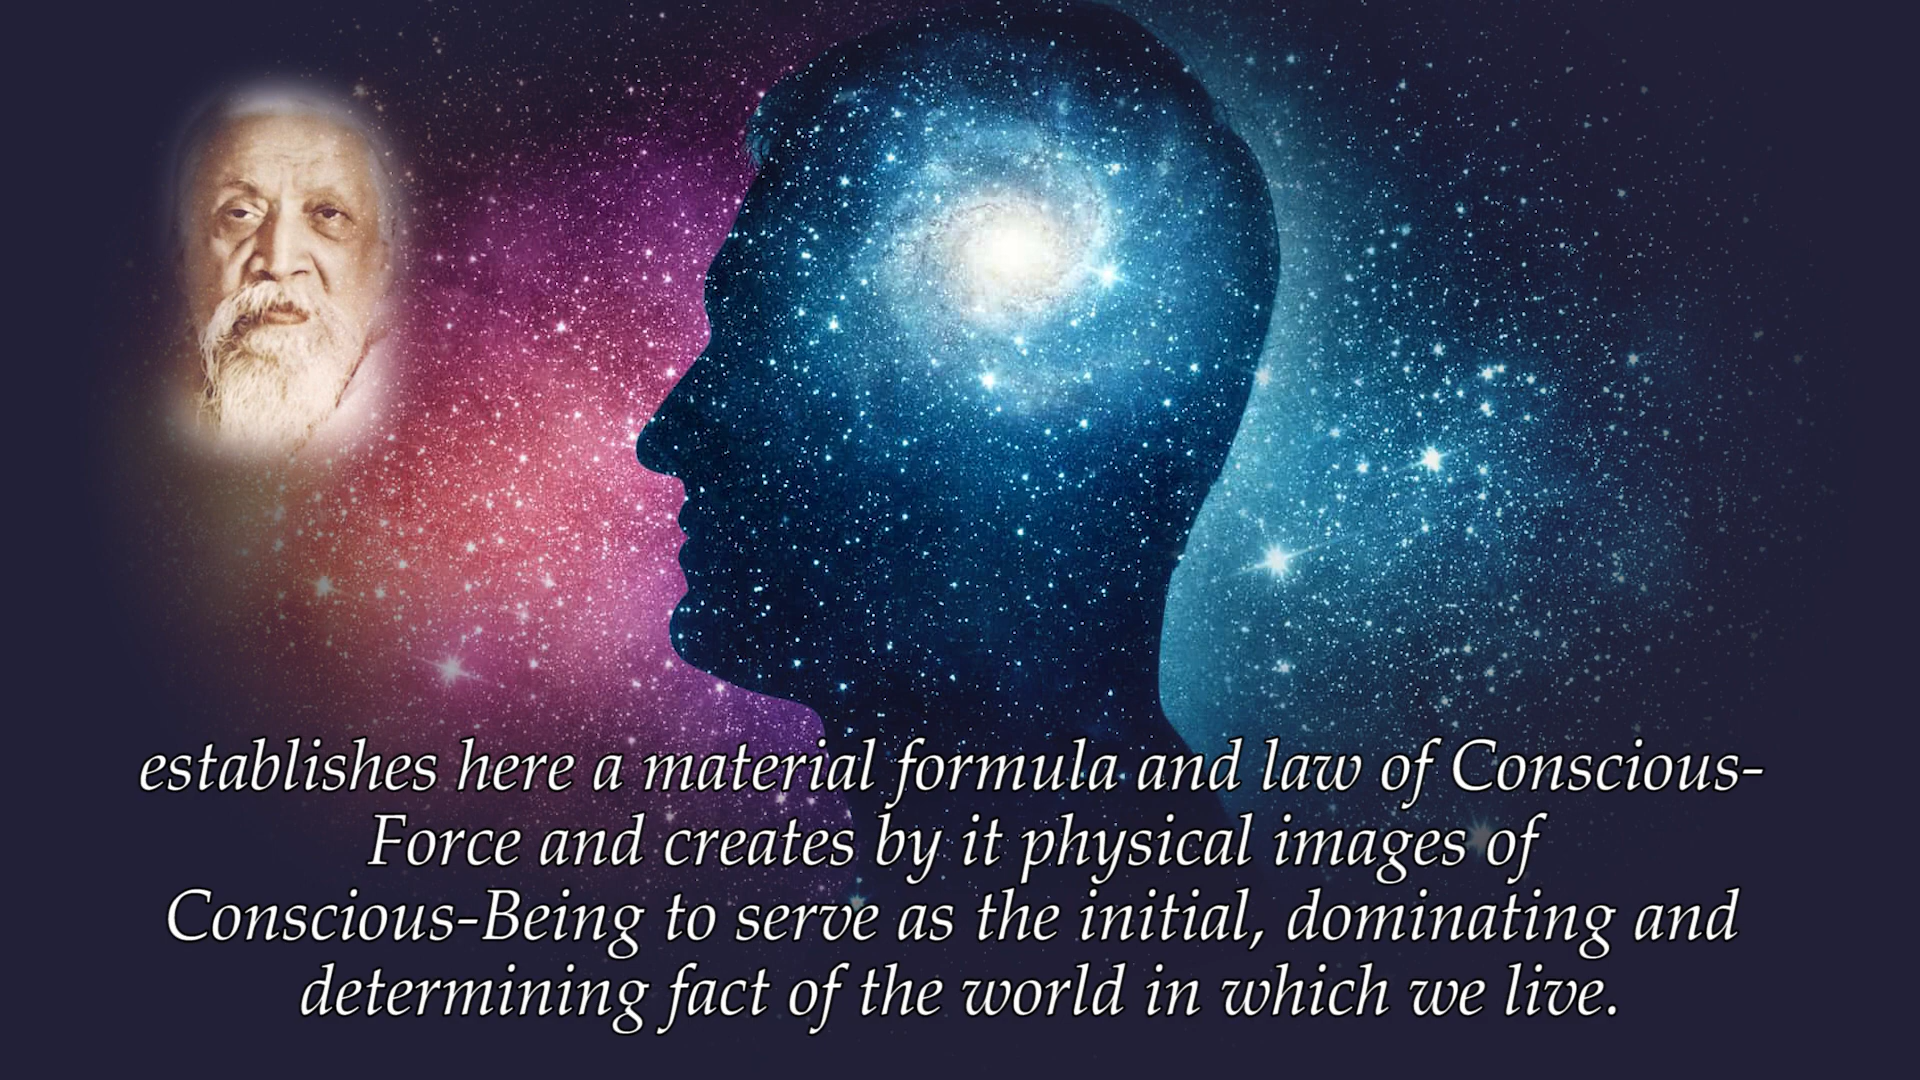 establishes here a material formula and law of Conscious-
Force and creates by it physical images of
Conscious-Being to serve as the initial, dominating and
determining fact of the world in which we live.